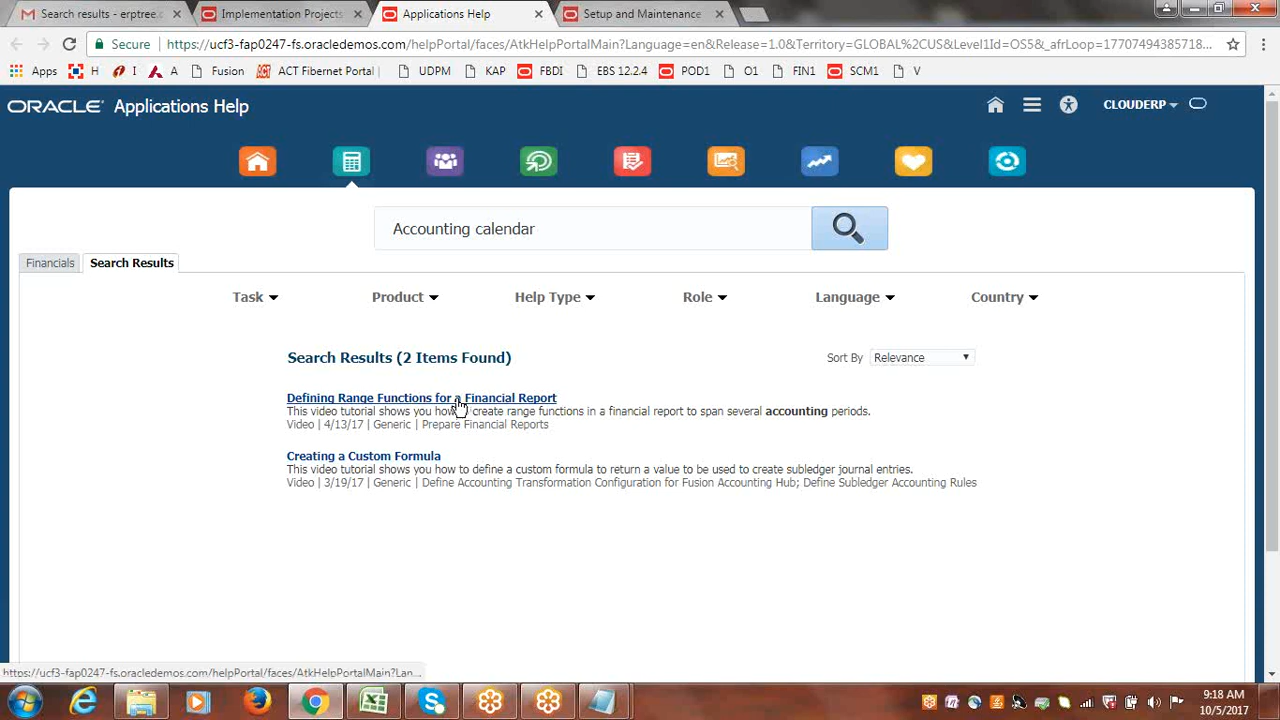 Search results - erptree.c
Implementation Projects
Applications Help
Setup and Maintenance
Secure
https://ucf3-fap0247-fs.oracledemos.com/helpPortal/faces/AtkHelpPortalMain?Language=en&Release=1.0&Territory=GLOBAL%2CUS&Level1Id=OS5&_afrLoop=17707494385718...
Apps H I A Fusion ACT Fibernet Portal UDPM KAP FBDI EBS 12.2.4 POD1 O1 FIN1 SCM1 V
ORACLE Applications Help
CLOUDERP
Accounting calendar
Financials
Search Results
Task Product Help Type Role Language Country
Search Results (2 Items Found)
Sort By Relevance
Defining Range Functions for a Financial Report
This video tutorial shows you how create range functions in a financial report to span several accounting periods.
Video | 4/13/17 | Generic | Prepare Financial Reports
Creating a Custom Formula
This video tutorial shows you how to define a custom formula to return a value to be used to create subledger journal entries.
Video | 3/19/17 | Generic | Define Accounting Transformation Configuration for Fusion Accounting Hub; Define Subledger Accounting Rules
https://ucf3-fap0247-fs.oracledemos.com/helpPortal/faces/AtkHelpPortalMain?Lan...
9:18 AM
10/5/2017